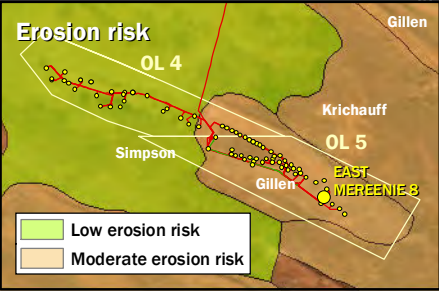 Gillen
Erosion risk
OL 4
Krichauff
OL 5
Simpson
EAST
Gillen
MEREENIE 8
Low erosion risk
Moderate erosion risk